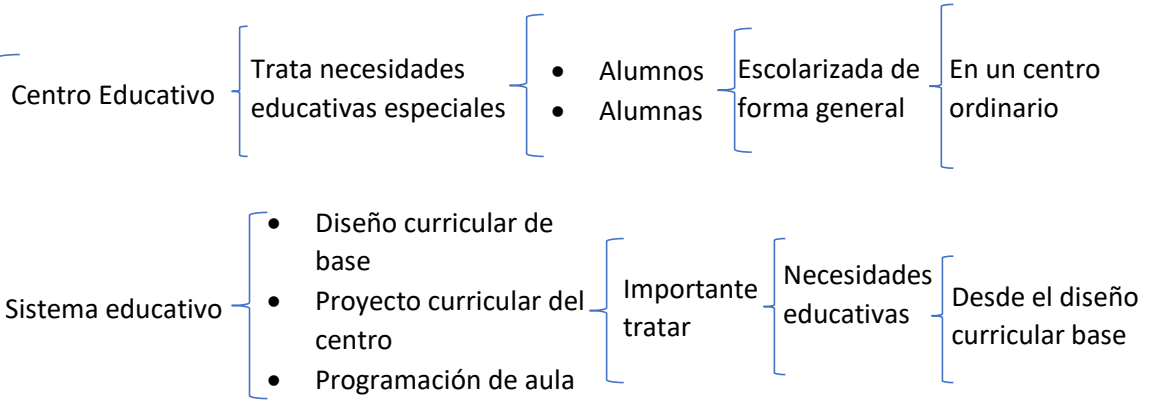 Centro Educativo
Trata necesidades
educativas especiales
• Alumnos
• Alumnas
Escolarizada de
forma general
En un centro
ordinario
Sistema educativo
• Diseño curricular de
base
• Proyecto curricular del
centro
• Programación de aula
Importante
tratar
Necesidades
educativas
Desde el diseño
curricular base